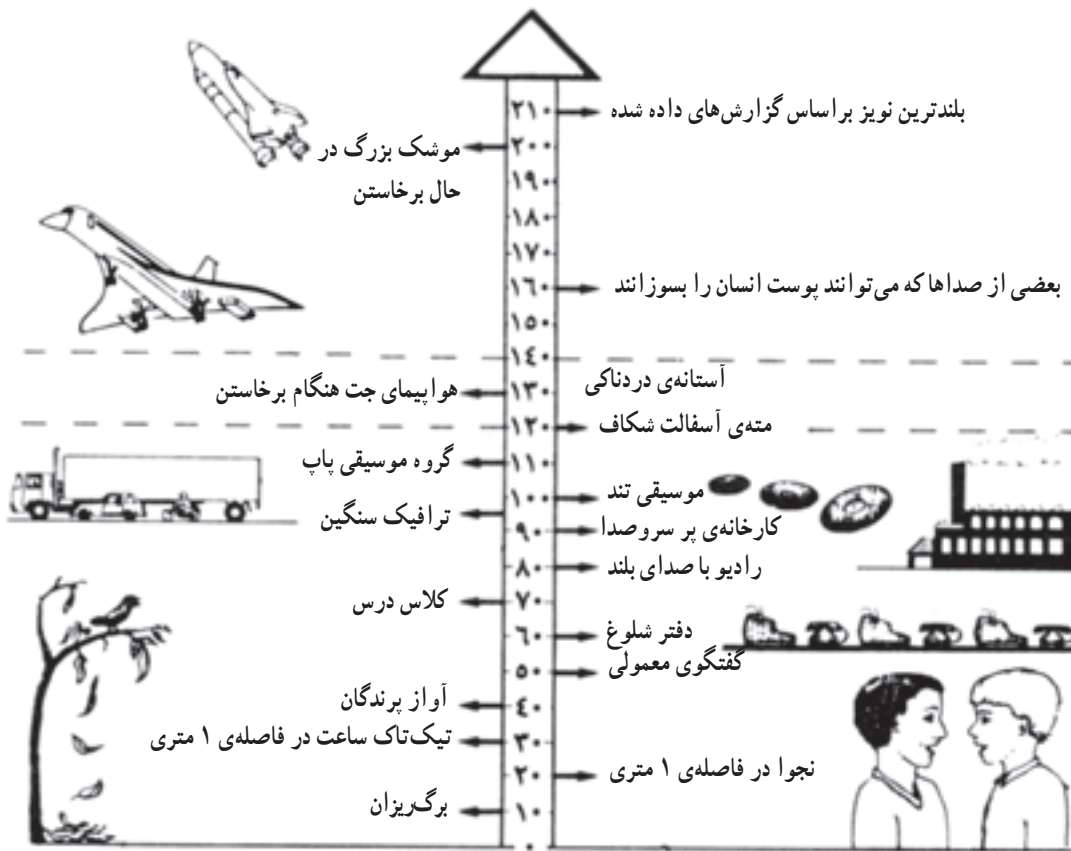 ۲۱۰ بلندترین نویز براساس گزارش‌های داده شده
موشک بزرگ در ۲۰۰
حال برخاستن ۱۹۰
۱۸۰
۱۷۰
۱۶۰ بعضی از صداها که می‌توانند پوست انسان را بسوزانند
۱۵۰
۱۴۰
آستانه‌ی دردناکی
هواپیمای جت هنگام برخاستن ۱۳۰
۱۲۰ مته‌ی آسفالت شکاف
گروه موسیقی پاپ ۱۱۰
۱۰۰ موسیقی تند
ترافیک سنگین
۹۰ کارخانه‌ی پر سروصدا
۸۰ رادیو با صدای بلند
کلاس درس ۷۰
۶۰ دفتر شلوغ
۵۰ گفتگوی معمولی
آواز پرندگان ۴۰
تیک‌تاک ساعت در فاصله‌ی ۱ متری ۳۰
۲۰ نجوا در فاصله‌ی ۱ متری
برگ‌ریزان ۱۰
۰